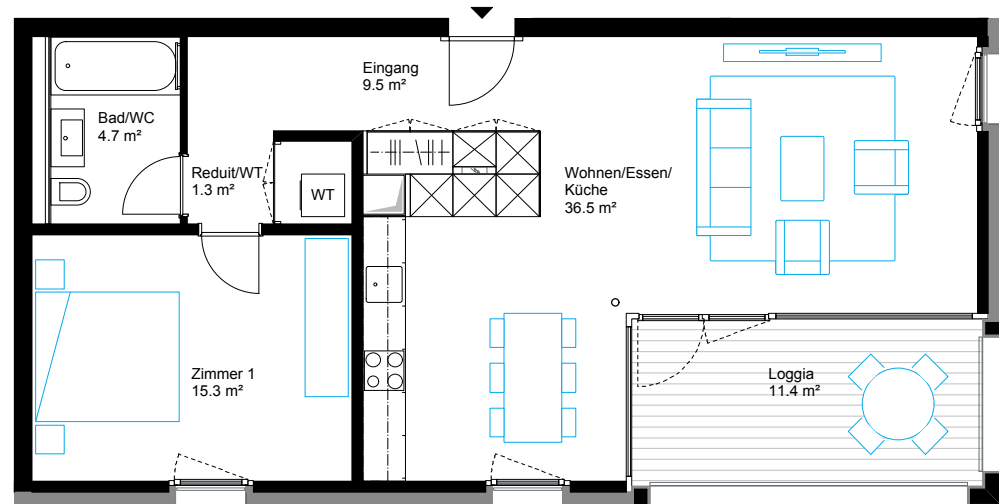 Eingang
9.5 m²
Bad/WC
4.7 m²
Reduit/WT
1.3 m²
WT
Wohnen/Essen/
Küche
36.5 m²
Zimmer 1
15.3 m²
Loggia
11.4 m²